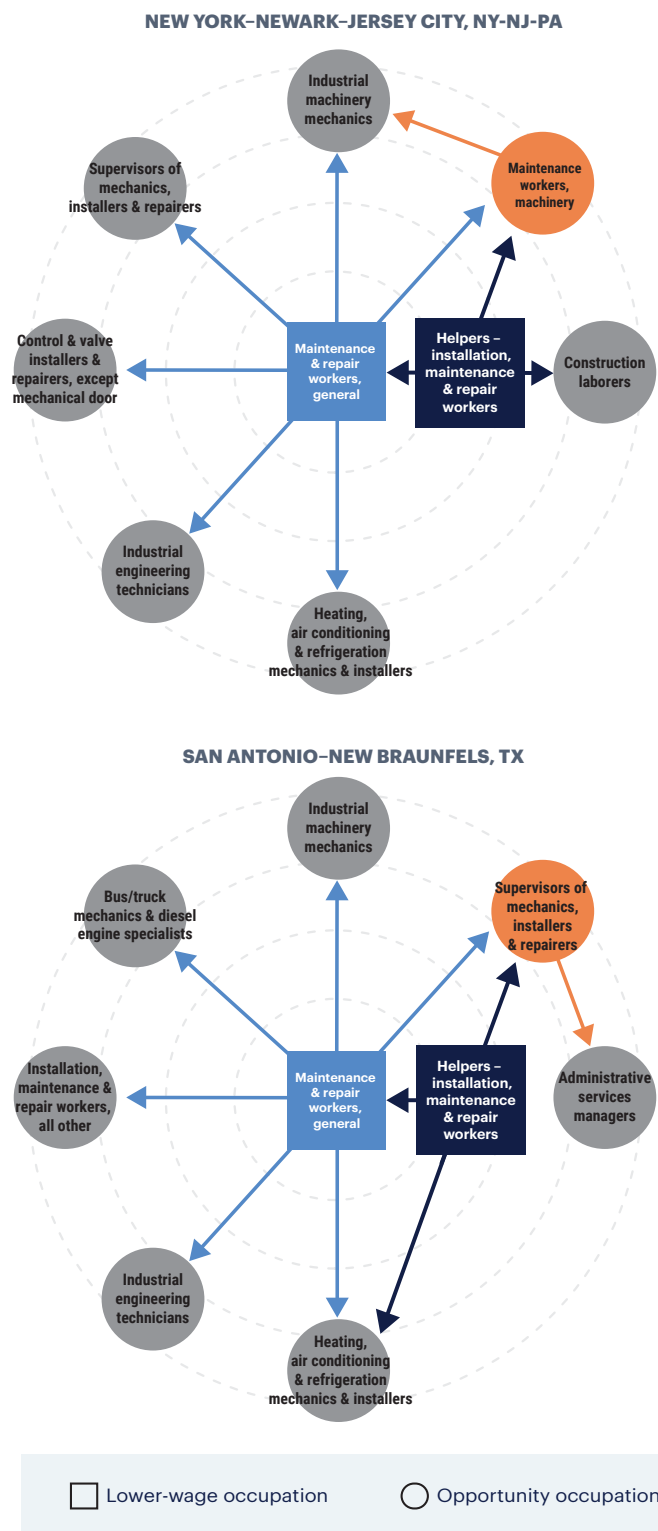 NEW YORK–NEWARK–JERSEY CITY, NY-NJ-PA
Industrial
machinery
mechanics
Supervisors of
mechanics,
installers & repairers
Maintenance
workers,
machinery
Control & valve
installers &
repairers, except
mechanical door
Maintenance
& repair
workers,
general
Helpers –
installation,
maintenance
& repair
workers
Construction
laborers
Industrial
engineering
technicians
Heating,
air conditioning
& refrigeration
mechanics & installers
SAN ANTONIO–NEW BRAUNFELS, TX
Industrial
machinery
mechanics
Bus/truck
mechanics & diesel
engine specialists
Supervisors of
mechanics,
installers
& repairers
Installation,
maintenance &
repair workers,
all other
Maintenance
& repair
workers,
general
Helpers –
installation,
maintenance
& repair
workers
Administrative
services
managers
Industrial
engineering
technicians
Heating,
air conditioning
& refrigeration
mechanics & installers
Lower-wage occupation
Opportunity occupation